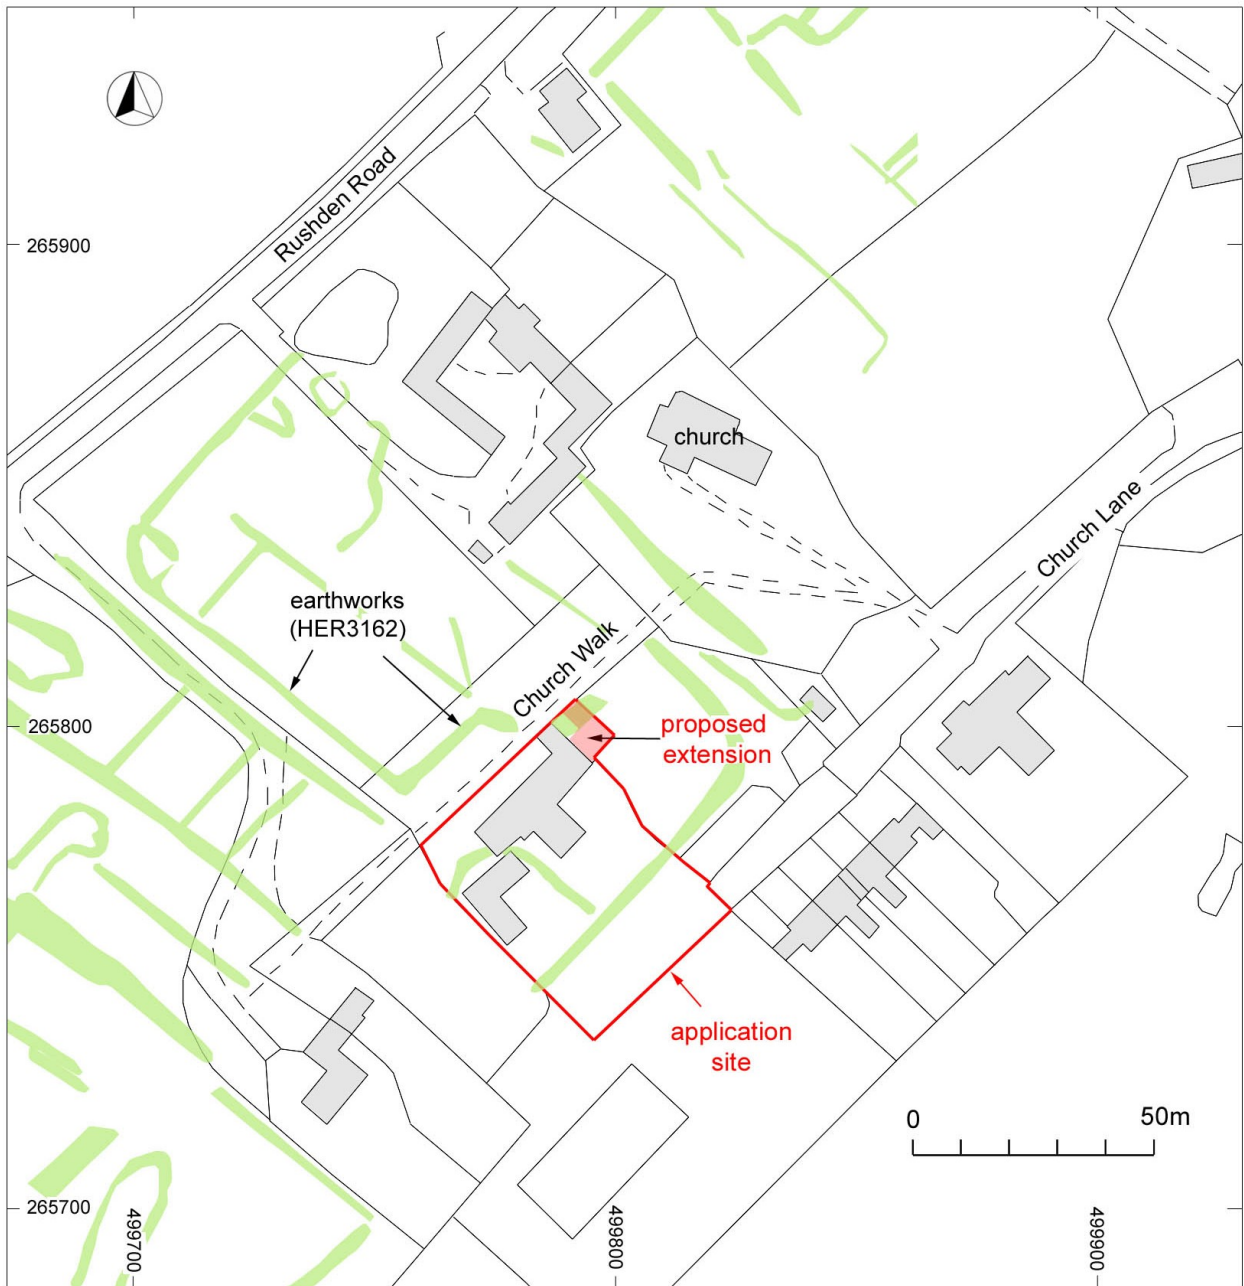 Rushden Road
265900
church
Church Lane
earthworks
(HER3162)
Church Walk
265800
proposed
extension
application
site
0 50m
265700
499700
499800
499900